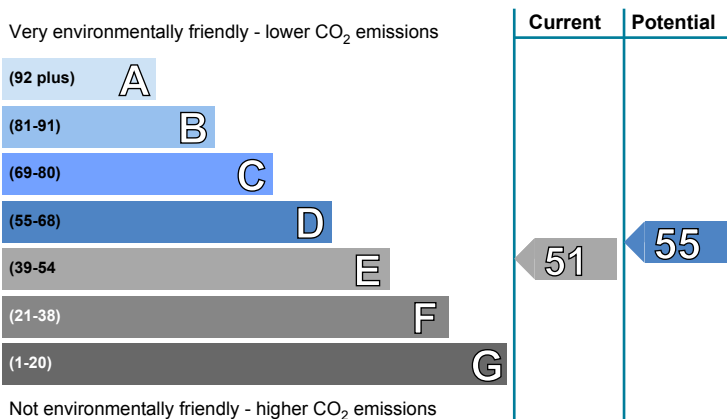 Very environmentally friendly - lower CO2 emissions
Current
Potential
(92 plus) A
(81-91) B
(69-80) C
(55-68) D
(39-54 E
(21-38) F
(1-20) G
51
55
Not environmentally friendly - higher CO2 emissions